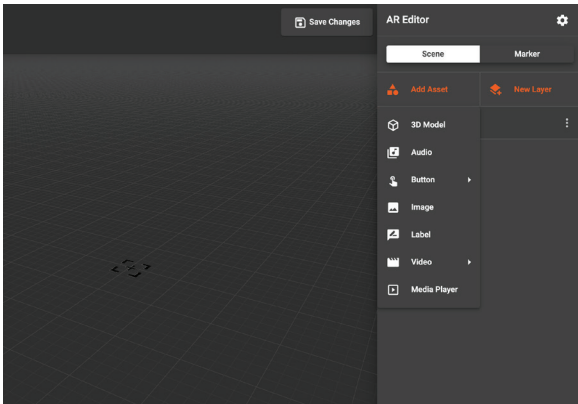 Save Changes
AR Editor
Scene
Marker
Add Asset
New Layer
3D Model
Audio
Button
Image
Label
Video
Media Player